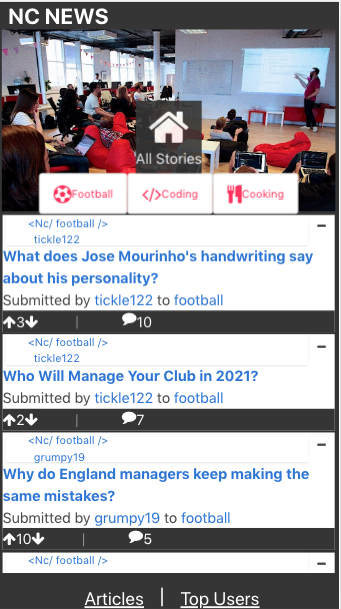 NC NEWS
All Stories
Football
Coding
Cooking
<Nc/ football />
tickle122
What does Jose Mourinho's handwriting say
about his personality?
Submitted by tickle122 to football
3 | 10
<Nc/ football />
tickle122
Who Will Manage Your Club in 2021?
Submitted by tickle122 to football
2 | 7
<Nc/ football />
grumpy19
Why do England managers keep making the
same mistakes?
Submitted by grumpy19 to football
10 | 5
<Nc/ football />
Articles | Top Users